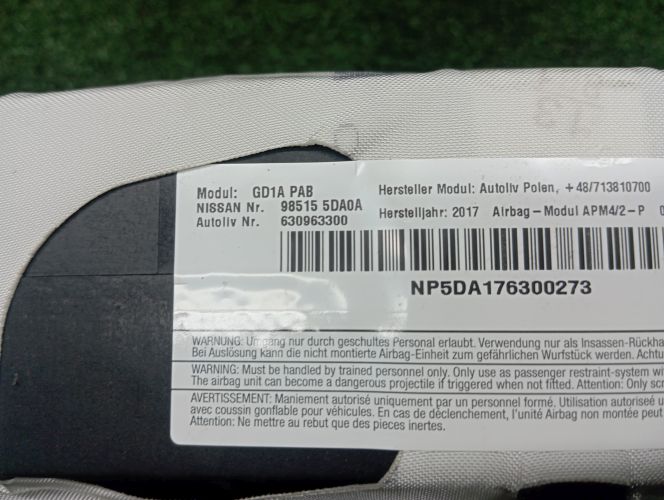 Modul: GD1A PAB Hersteller Modul: Autoliv Polen, +48/713810700
NISSAN Nr. 98515 5DA0A
Autoliv Nr. 630963300 Herstelljahr: 2017 Airbag-Modul APM4/2-P
NP5DA176300273
WARNUNG: Umgang nur durch geschultes Personal erlaubt. Verwendung nur als Insassen-Rückha
Bei Auslösung kann die nicht montierte Airbag-Einheit zum gefährlichen Wurfstück werden. Achtu
WARNING: Must be handled by trained personnel only. Only use as passenger restraint-system wi
The airbag unit can become a dangerous projectile if triggered when not fitted. Attention: Only scr
AVERTISSEMENT: Maniement autorisé uniquement par un personnel formé. Utilisation autorisée u
avec coussin gonflable pour véhicules. En cas de déclenchement, l'unité Airbag non montée peut
Attention: Ne mettre au rebut que des pieces inertes.